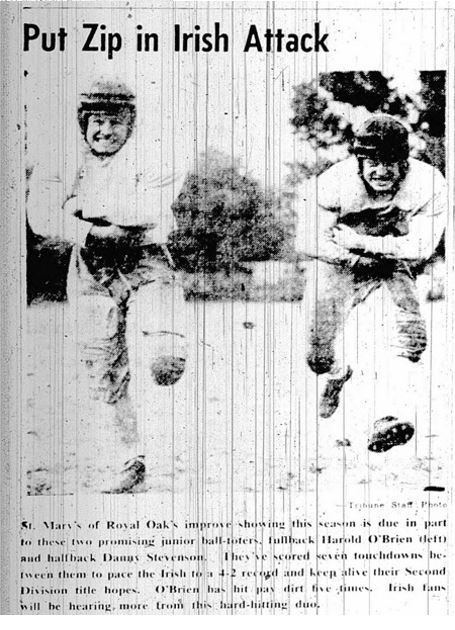 Put Zip in Irish Attack
— Tribune Staff Photo
St. Mary's of Royal Oak's improve showing this season is due in part
to these two promising junior ball-toters, fullback Harold O'Brien (left)
and halfback Danny Stevenson. They've scored seven touchdowns be-
tween them to pace the Irish to a 4-2 record and keep alive their Second
Division title hopes. O'Brien has hit pay dirt five times. Irish fans
will be hearing more from this hard-hitting duo.